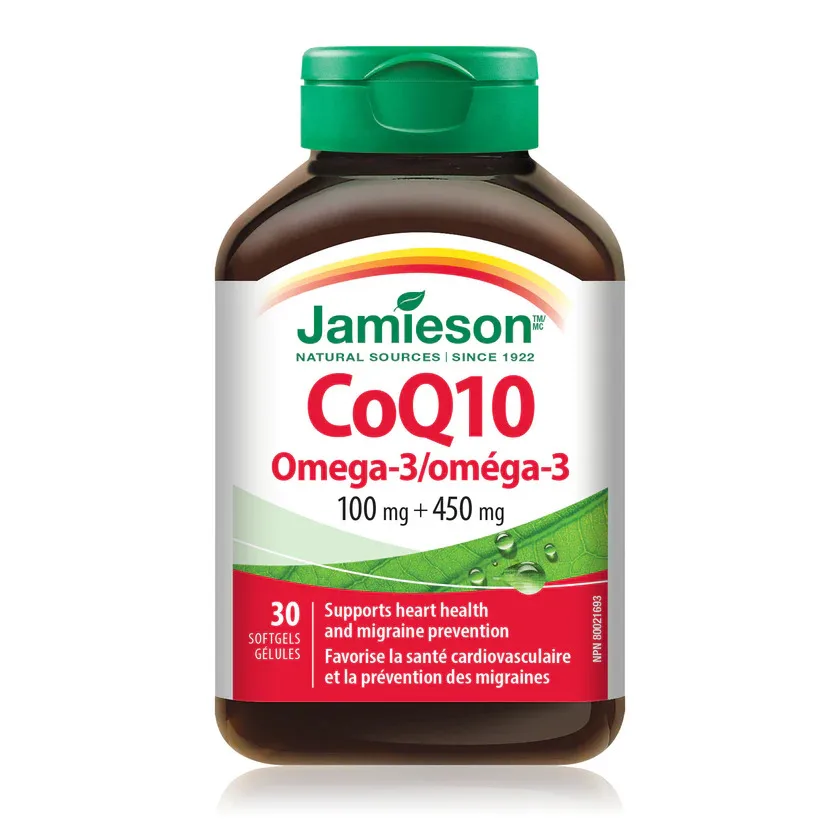 Jamieson TM/MC
NATURAL SOURCES | SINCE 1922
CoQ10
Omega-3/oméga-3
100 mg + 450 mg
30
SOFTGELS
GÉLULES
Supports heart health
and migraine prevention
Favorise la santé cardiovasculaire
et la prévention des migraines
NPN 80021693